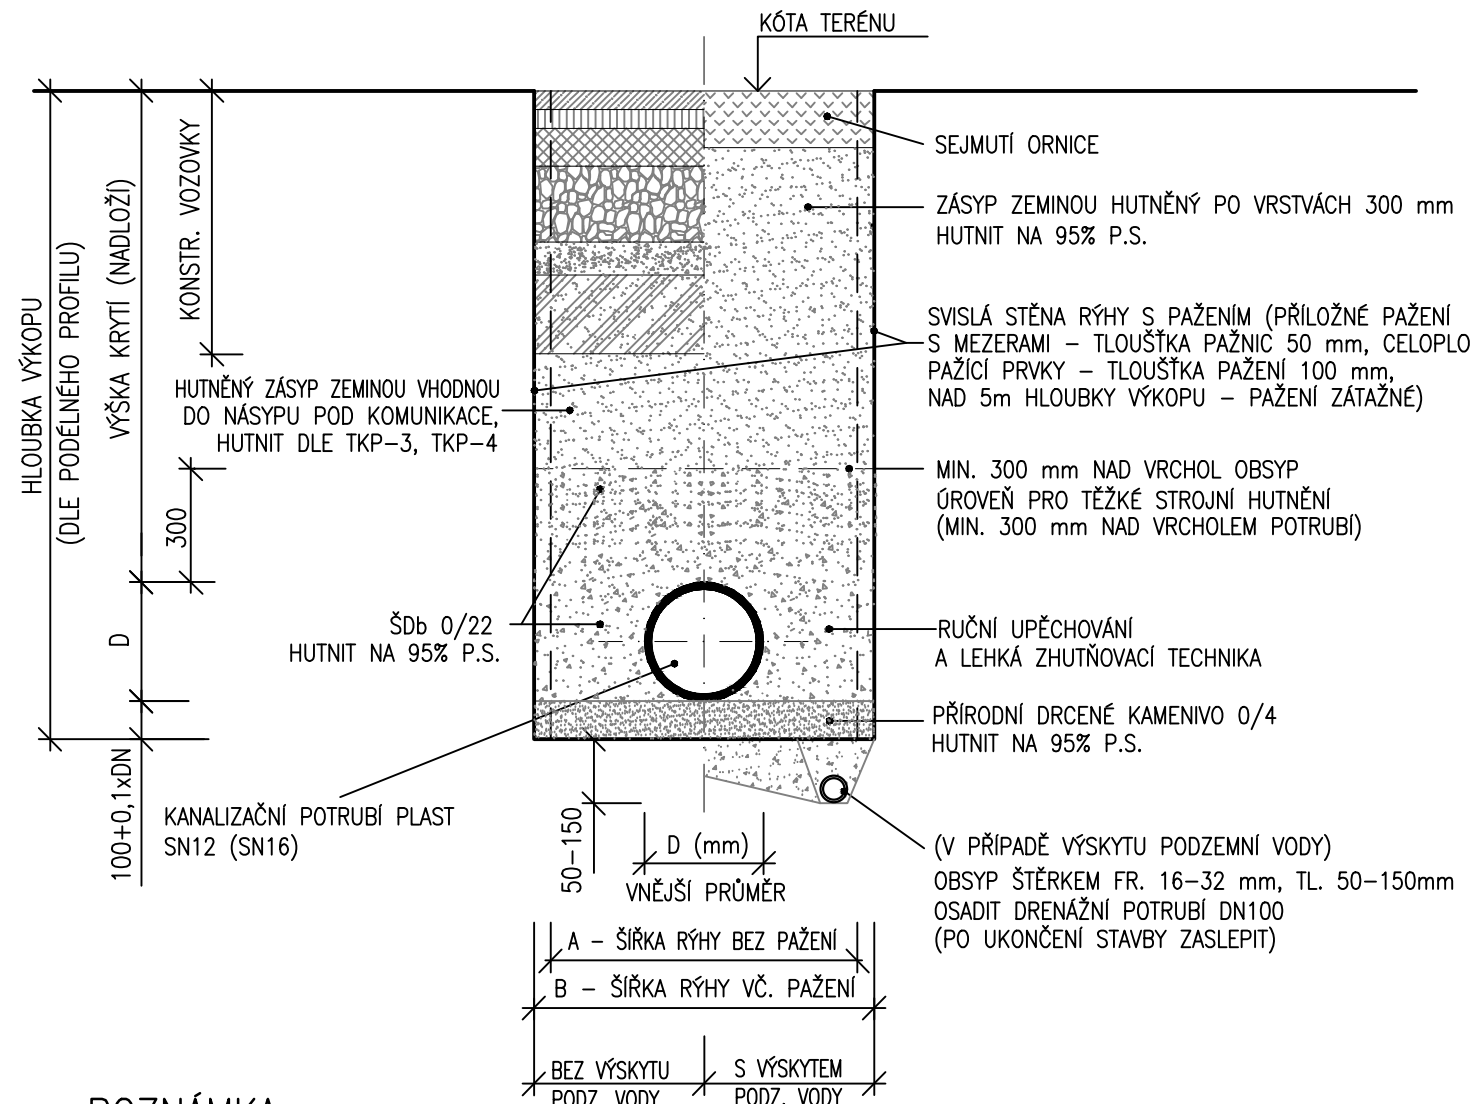 KÓTA TERÉNU
SEJMUTÍ ORNICE
ZÁSYP ZEMINOU HUTNĚNÝ PO VRSTVÁCH 300 mm
HUTNIT NA 95% P.S.
SVISLÁ STĚNA RÝHY S PAŽENÍM (PŘÍLOŽNÉ PAŽENÍ
S MEZERAMI – TLOUŠŤKA PAŽNIC 50 mm, CELOPLO
PAŽÍCÍ PRVKY – TLOUŠŤKA PAŽENÍ 100 mm,
NAD 5m HLOUBKY VÝKOPU – PAŽENÍ ZÁTAŽNÉ)
MIN. 300 mm NAD VRCHOL OBSYP
ÚROVEŇ PRO TĚŽKÉ STROJNÍ HUTNĚNÍ
(MIN. 300 mm NAD VRCHOLEM POTRUBÍ)
RUČNÍ UPĚCHOVÁNÍ
A LEHKÁ ZHUTŇOVACÍ TECHNIKA
PŘÍRODNÍ DRCENÉ KAMENIVO 0/4
HUTNIT NA 95% P.S.
(V PŘÍPADĚ VÝSKYTU PODZEMNÍ VODY)
OBSYP ŠTĚRKEM FR. 16–32 mm, TL. 50–150mm
OSADIT DRENÁŽNÍ POTRUBÍ DN100
(PO UKONČENÍ STAVBY ZASLEPIT)
HLOUBKA VÝKOPU
(DLE PODÉLNÉHO PROFILU)
VÝŠKA KRYTÍ (NADLOŽÍ)
KONSTR. VOZOVKY
300
D
100+0,1xDN
HUTNĚNÝ ZÁSYP ZEMINOU VHODNOU
DO NÁSYPU POD KOMUNIKACE,
HUTNIT DLE TKP–3, TKP–4
ŠDb 0/22
HUTNIT NA 95% P.S.
KANALIZAČNÍ POTRUBÍ PLAST
SN12 (SN16)
50–150
D (mm)
VNĚJŠÍ PRŮMĚR
A – ŠÍŘKA RÝHY BEZ PAŽENÍ
B – ŠÍŘKA RÝHY VČ. PAŽENÍ
BEZ VÝSKYTU
PODZ. VODY
S VÝSKYTEM
PODZ. VODY
POZNÁMKA